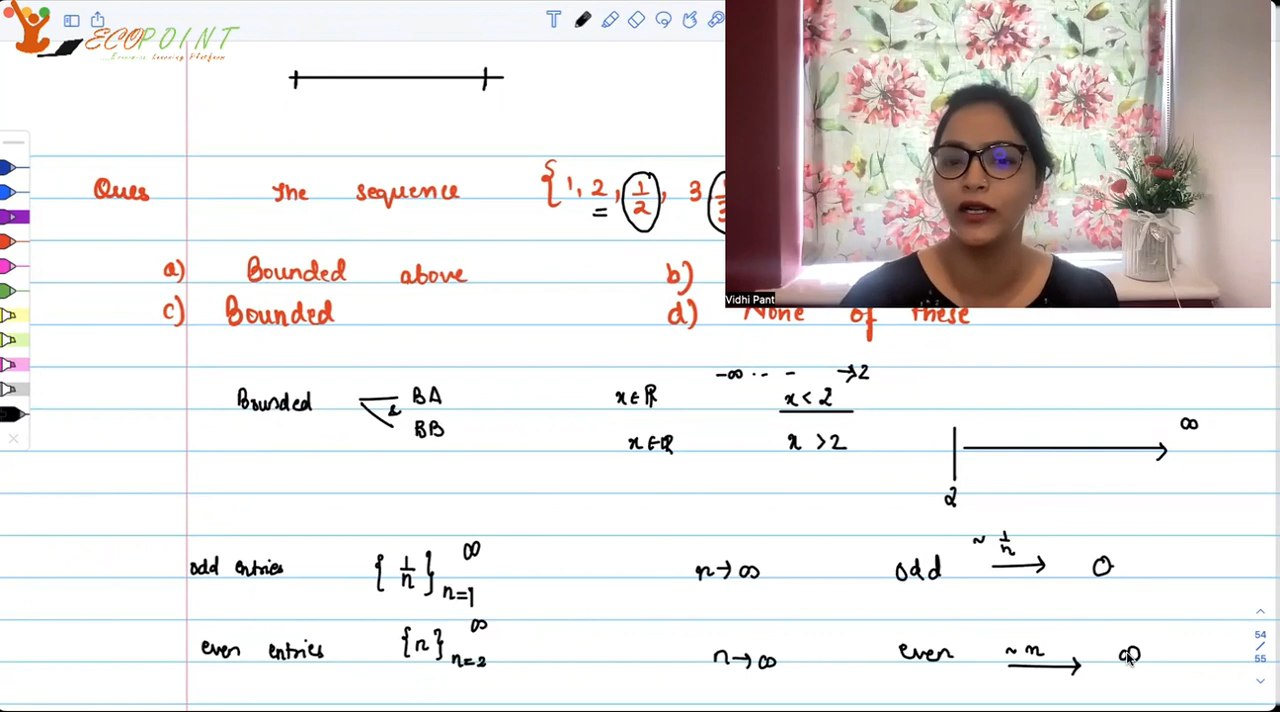 ECOPOINT
Ques The sequence {1, 2, 1/2, 3
a) Bounded above b)
c) Bounded d) None of these
Vidhi Pant
-∞ .. - → 2
Bounded BA x∈R x < 2
& BB x∈R x > 2
∞
2
odd entries {1/n}∞ n=1 n→∞ odd ~ 1/n → 0
even entries {n}∞ n=2 n→∞ even ~ n → ∞
54
/
55